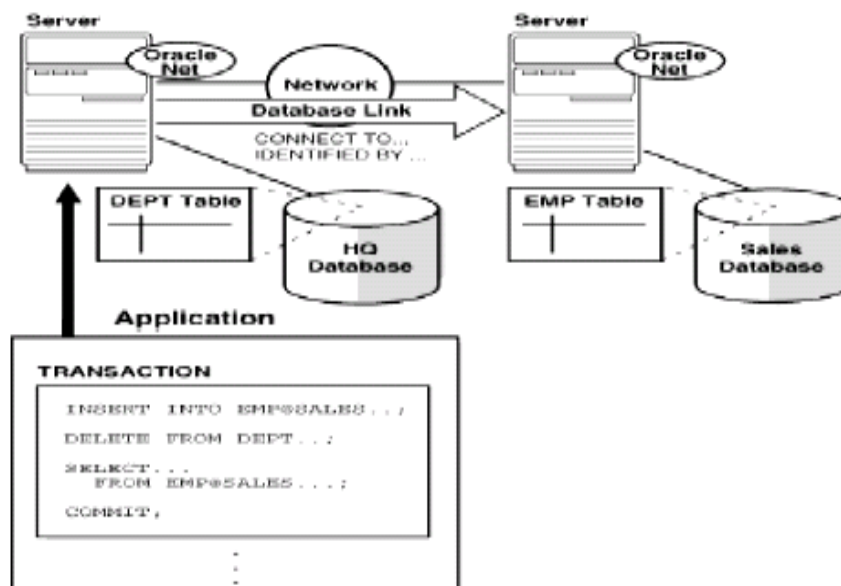 Server
Server
Oracle
Net
Oracle
Net
Network
Database Link
CONNECT TO...
IDENTIFIED BY ...
DEPT Table
EMP Table
HQ
Database
Sales
Database
Application
TRANSACTION
INSERT INTO EMP@SALES...;
DELETE FROM DEPT...;
SELECT...
FROM EMP@SALES...;
COMMIT;